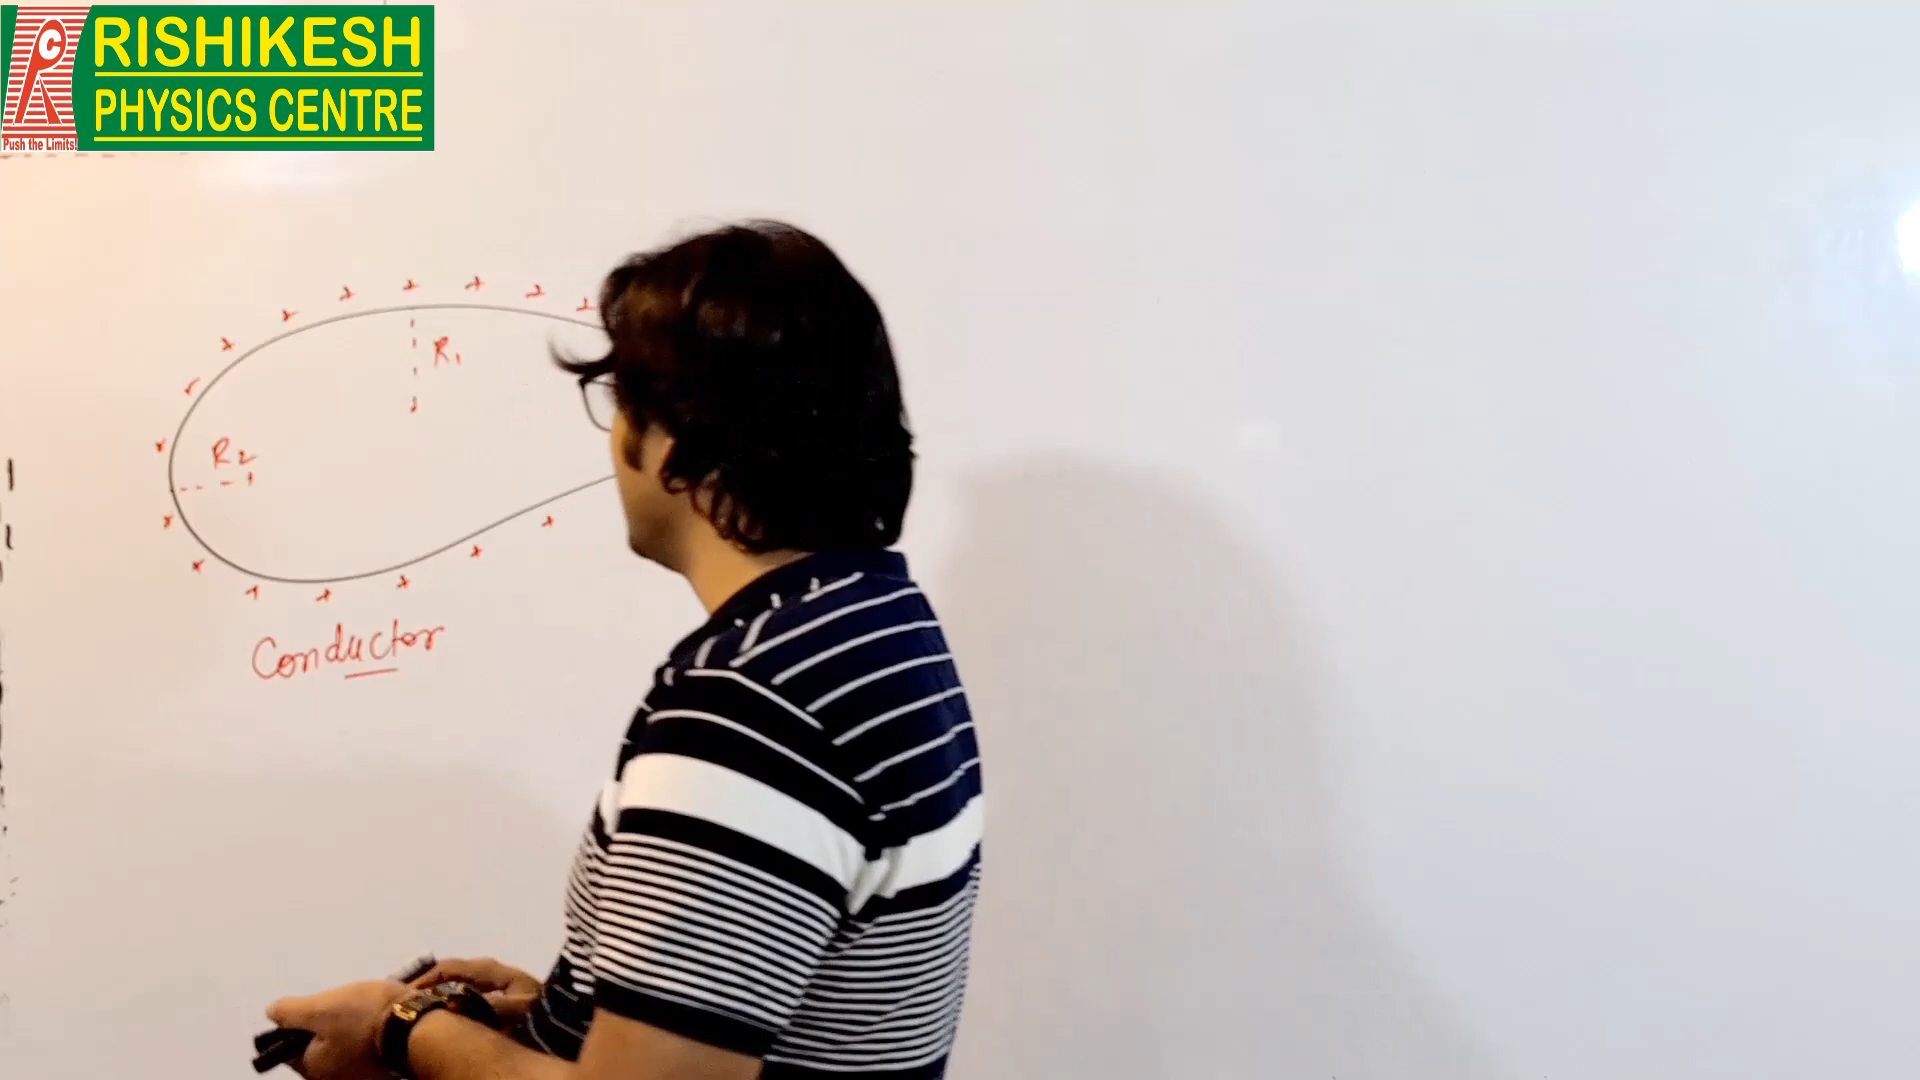 RISHIKESH
PHYSICS CENTRE
Push the Limits!
R1
R2
Conductor